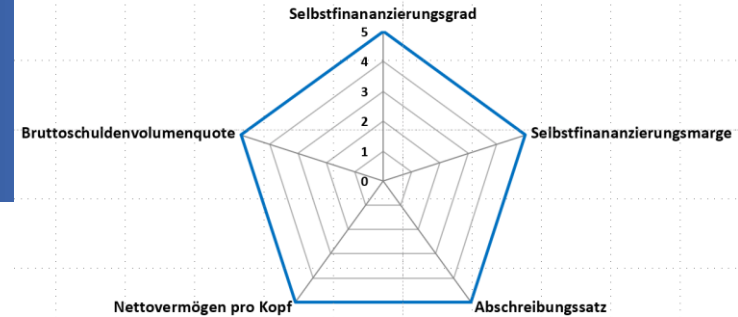 Selbstfinananzierungsgrad
5
4
3
2
1
0
Bruttoschuldenvolumenquote
Selbstfinananzierungsmarge
Nettovermögen pro Kopf
Abschreibungssatz